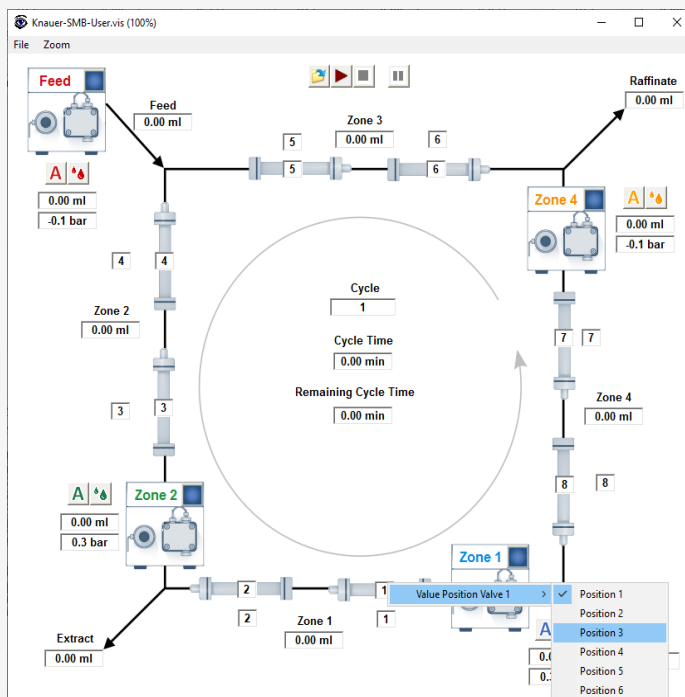 Knauer-SMB-User.vis (100%)
File Zoom
Feed
Feed
0.00 ml
A
0.00 ml
-0.1 bar
Zone 3
0.00 ml
5
6
5
6
Raffinate
0.00 ml
Zone 4
A
0.00 ml
-0.1 bar
4
4
Zone 2
0.00 ml
3
3
Cycle
1
Cycle Time
0.00 min
Remaining Cycle Time
0.00 min
7
7
Zone 4
0.00 ml
8
8
A
0.00 ml
0.3 bar
Zone 2
Zone 1
2
2
Zone 1
0.00 ml
1
1
Extract
0.00 ml
A
Value Position Valve 1
Position 1
Position 2
Position 3
Position 4
Position 5
Position 6